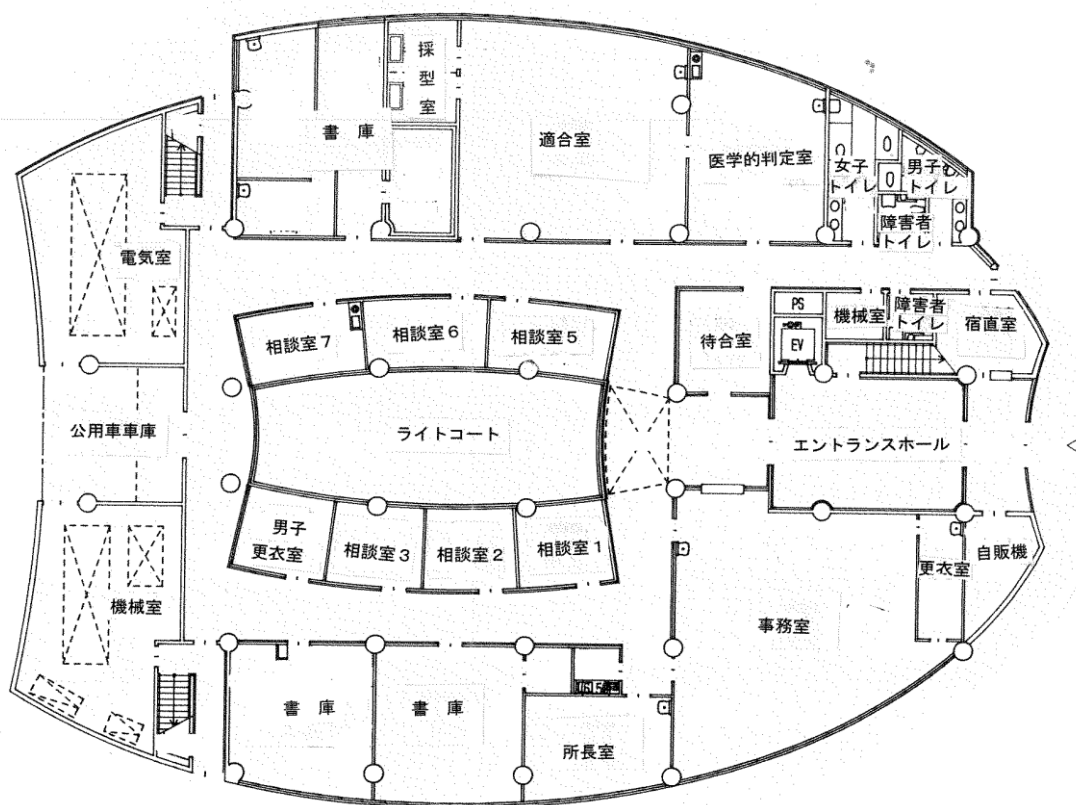 採
型
室
書 庫
適合室
医学的判定室
女子
トイレ
男子
トイレ
障害者
トイレ
電気室
PS
機械室
障害者
トイレ
宿直室
EV
待合室
相談室7
相談室6
相談室5
公用車車庫
ライトコート
エントランスホール
男子
更衣室
相談室3
相談室2
相談室1
自販機
更衣室
機械室
事務室
書 庫
書 庫
所長室